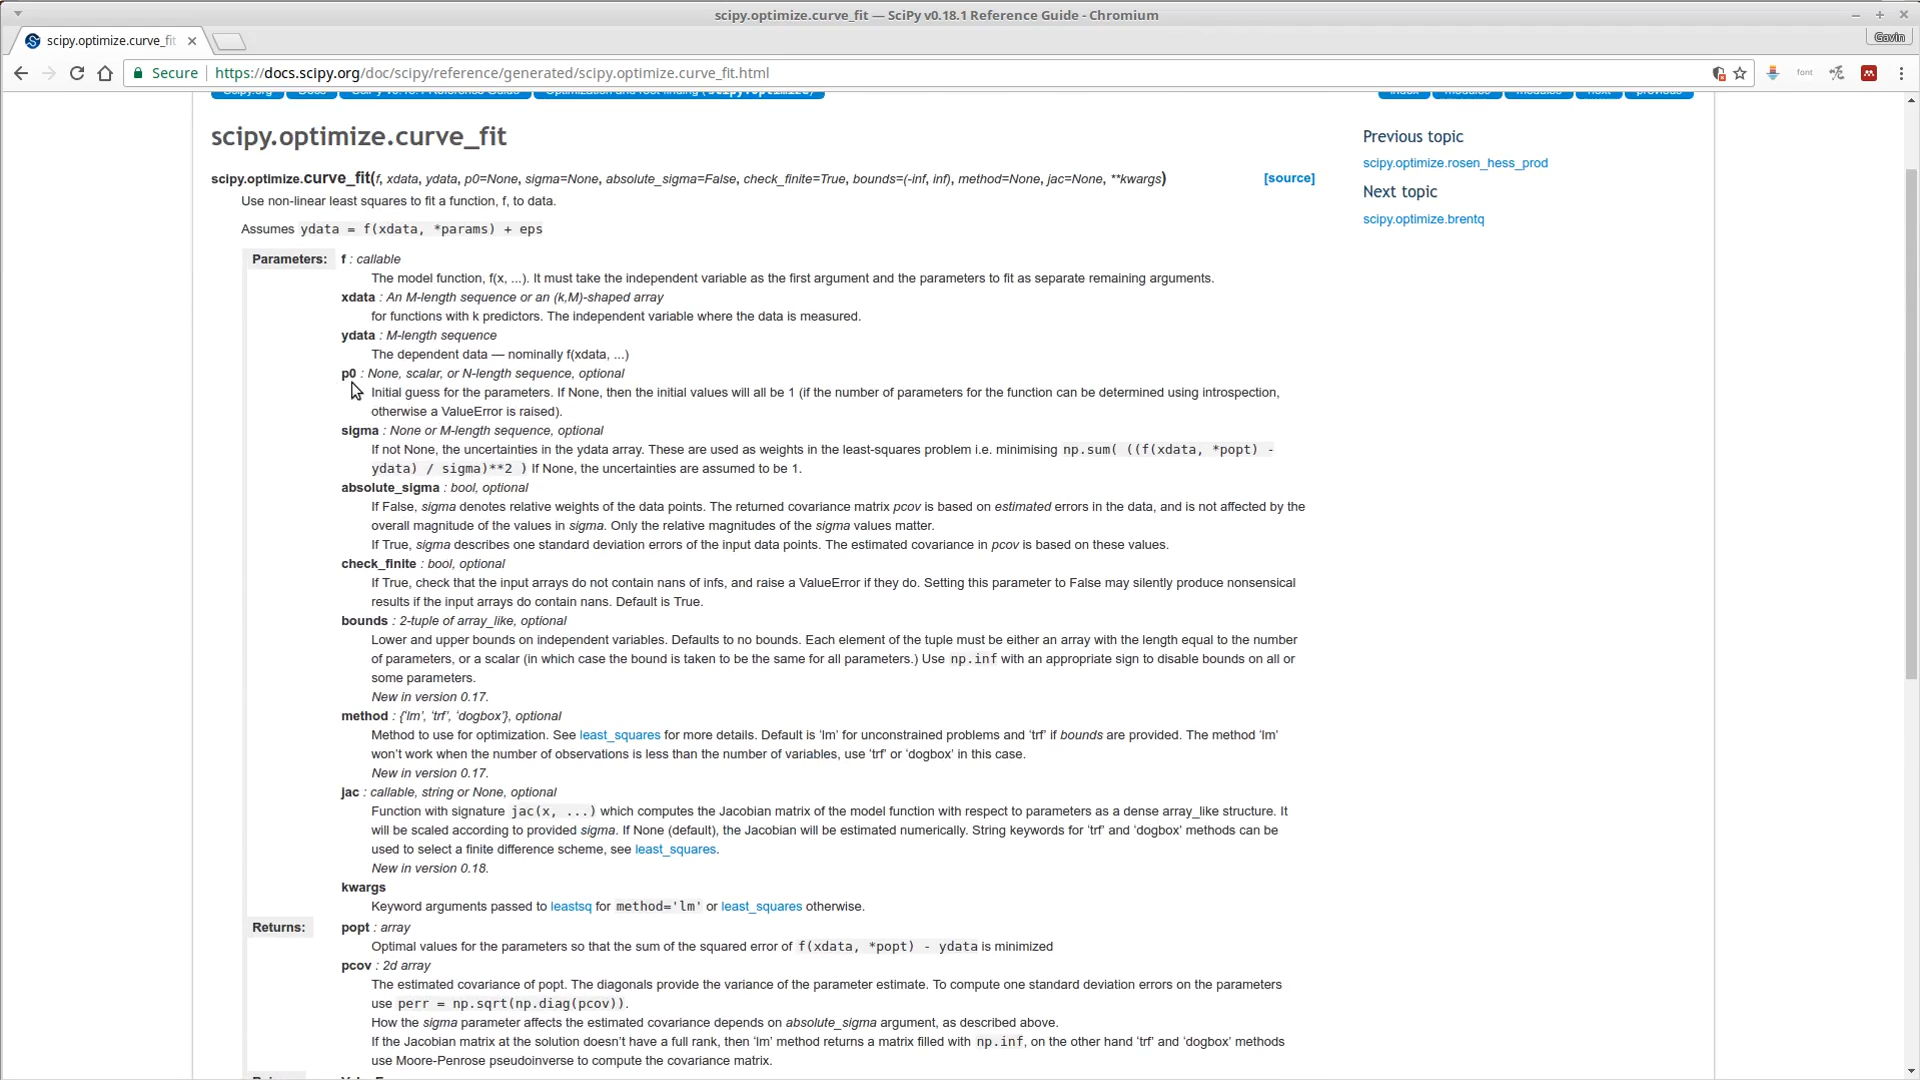 scipy.optimize.curve_fit — SciPy v0.18.1 Reference Guide - Chromium
scipy.optimize.curve_fit
Gavin
Secure https://docs.scipy.org/doc/scipy/reference/generated/scipy.optimize.curve_fit.html
font
scipy.optimize.curve_fit
Previous topic
scipy.optimize.rosen_hess_prod
Next topic
scipy.optimize.brentq
scipy.optimize.curve_fit(f, xdata, ydata, p0=None, sigma=None, absolute_sigma=False, check_finite=True, bounds=(-inf, inf), method=None, jac=None, **kwargs) [source]
Use non-linear least squares to fit a function, f, to data.
Assumes ydata = f(xdata, *params) + eps
Parameters: f : callable
The model function, f(x, ...). It must take the independent variable as the first argument and the parameters to fit as separate remaining arguments.
xdata : An M-length sequence or an (k,M)-shaped array
for functions with k predictors. The independent variable where the data is measured.
ydata : M-length sequence
The dependent data — nominally f(xdata, ...)
p0 : None, scalar, or N-length sequence, optional
Initial guess for the parameters. If None, then the initial values will all be 1 (if the number of parameters for the function can be determined using introspection,
otherwise a ValueError is raised).
sigma : None or M-length sequence, optional
If not None, the uncertainties in the ydata array. These are used as weights in the least-squares problem i.e. minimising np.sum( ((f(xdata, *popt) -
ydata) / sigma)**2 ) If None, the uncertainties are assumed to be 1.
absolute_sigma : bool, optional
If False, sigma denotes relative weights of the data points. The returned covariance matrix pcov is based on estimated errors in the data, and is not affected by the
overall magnitude of the values in sigma. Only the relative magnitudes of the sigma values matter.
If True, sigma describes one standard deviation errors of the input data points. The estimated covariance in pcov is based on these values.
check_finite : bool, optional
If True, check that the input arrays do not contain nans of infs, and raise a ValueError if they do. Setting this parameter to False may silently produce nonsensical
results if the input arrays do contain nans. Default is True.
bounds : 2-tuple of array_like, optional
Lower and upper bounds on independent variables. Defaults to no bounds. Each element of the tuple must be either an array with the length equal to the number
of parameters, or a scalar (in which case the bound is taken to be the same for all parameters.) Use np.inf with an appropriate sign to disable bounds on all or
some parameters.
New in version 0.17.
method : {'lm', 'trf', 'dogbox'}, optional
Method to use for optimization. See least_squares for more details. Default is 'lm' for unconstrained problems and 'trf' if bounds are provided. The method 'lm'
won't work when the number of observations is less than the number of variables, use 'trf' or 'dogbox' in this case.
New in version 0.17.
jac : callable, string or None, optional
Function with signature jac(x, ...) which computes the Jacobian matrix of the model function with respect to parameters as a dense array_like structure. It
will be scaled according to provided sigma. If None (default), the Jacobian will be estimated numerically. String keywords for 'trf' and 'dogbox' methods can be
used to select a finite difference scheme, see least_squares.
New in version 0.18.
kwargs
Keyword arguments passed to leastsq for method='lm' or least_squares otherwise.
Returns: popt : array
Optimal values for the parameters so that the sum of the squared error of f(xdata, *popt) - ydata is minimized
pcov : 2d array
The estimated covariance of popt. The diagonals provide the variance of the parameter estimate. To compute one standard deviation errors on the parameters
use perr = np.sqrt(np.diag(pcov)).
How the sigma parameter affects the estimated covariance depends on absolute_sigma argument, as described above.
If the Jacobian matrix at the solution doesn't have a full rank, then 'lm' method returns a matrix filled with np.inf, on the other hand 'trf' and 'dogbox' methods
use Moore-Penrose pseudoinverse to compute the covariance matrix.